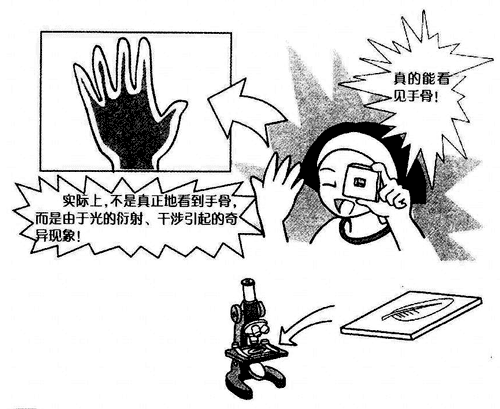 真的能看
见手骨！
实际上，不是真正地看到手骨，
而是由于光的衍射、干涉引起的奇
异现象！